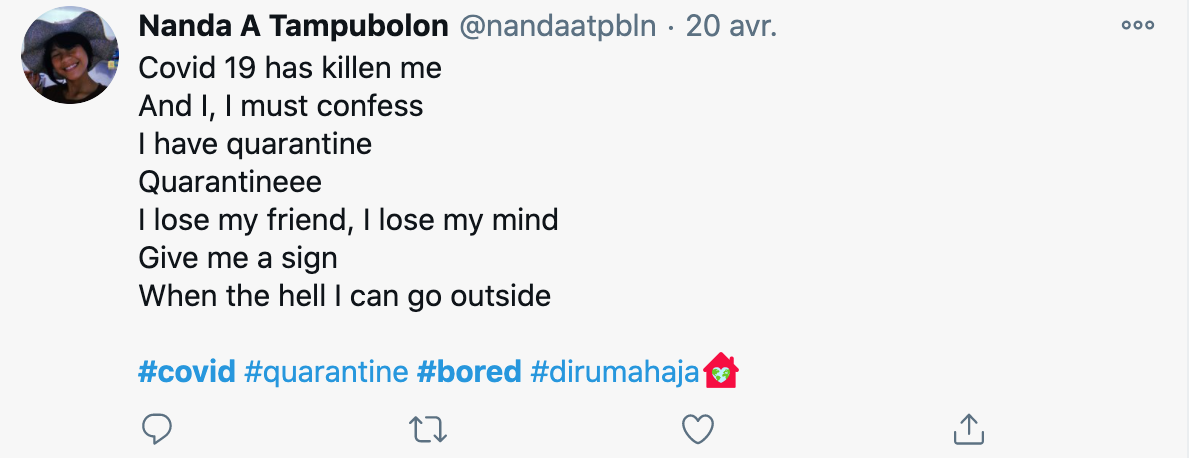 Nanda A Tampubolon @nandaatpbln · 20 avr.
Covid 19 has killen me
And I, I must confess
I have quarantine
Quarantineee
I lose my friend, I lose my mind
Give me a sign
When the hell I can go outside
#covid #quarantine #bored #dirumahaja